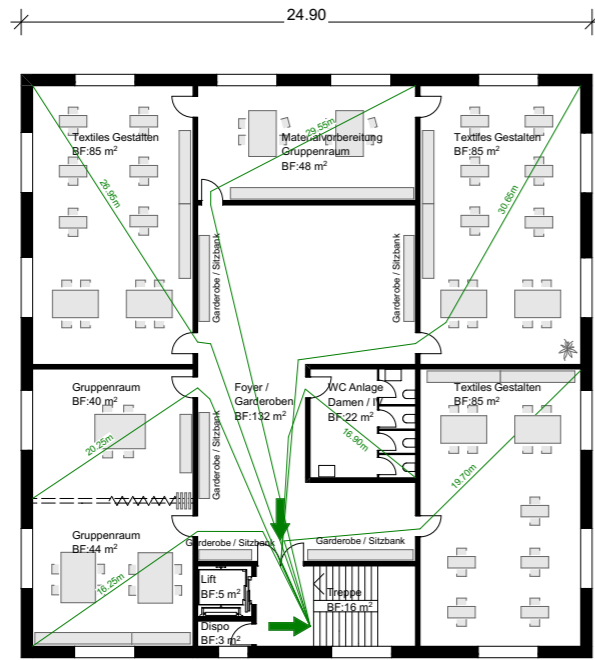 24.90
Textiles Gestalten
BF:85 m²
29.55m
Materialvorbereitung
Gruppenraum
BF:48 m²
Textiles Gestalten
BF:85 m²
26.95m
30.65m
Garderobe / Sitzbank
Garderobe / Sitzbank
Gruppenraum
BF:40 m²
Foyer /
Garderoben
BF:132 m²
WC Anlage
Damen / IV
BF:22 m²
Textiles Gestalten
BF:85 m²
20.25m
Garderobe / Sitzbank
16.90m
19.70m
Gruppenraum
BF:44 m²
Garderobe / Sitzbank
Garderobe / Sitzbank
16.25m
Lift
BF:5 m²
Treppe
BF:16 m²
Dispo
BF:3 m²